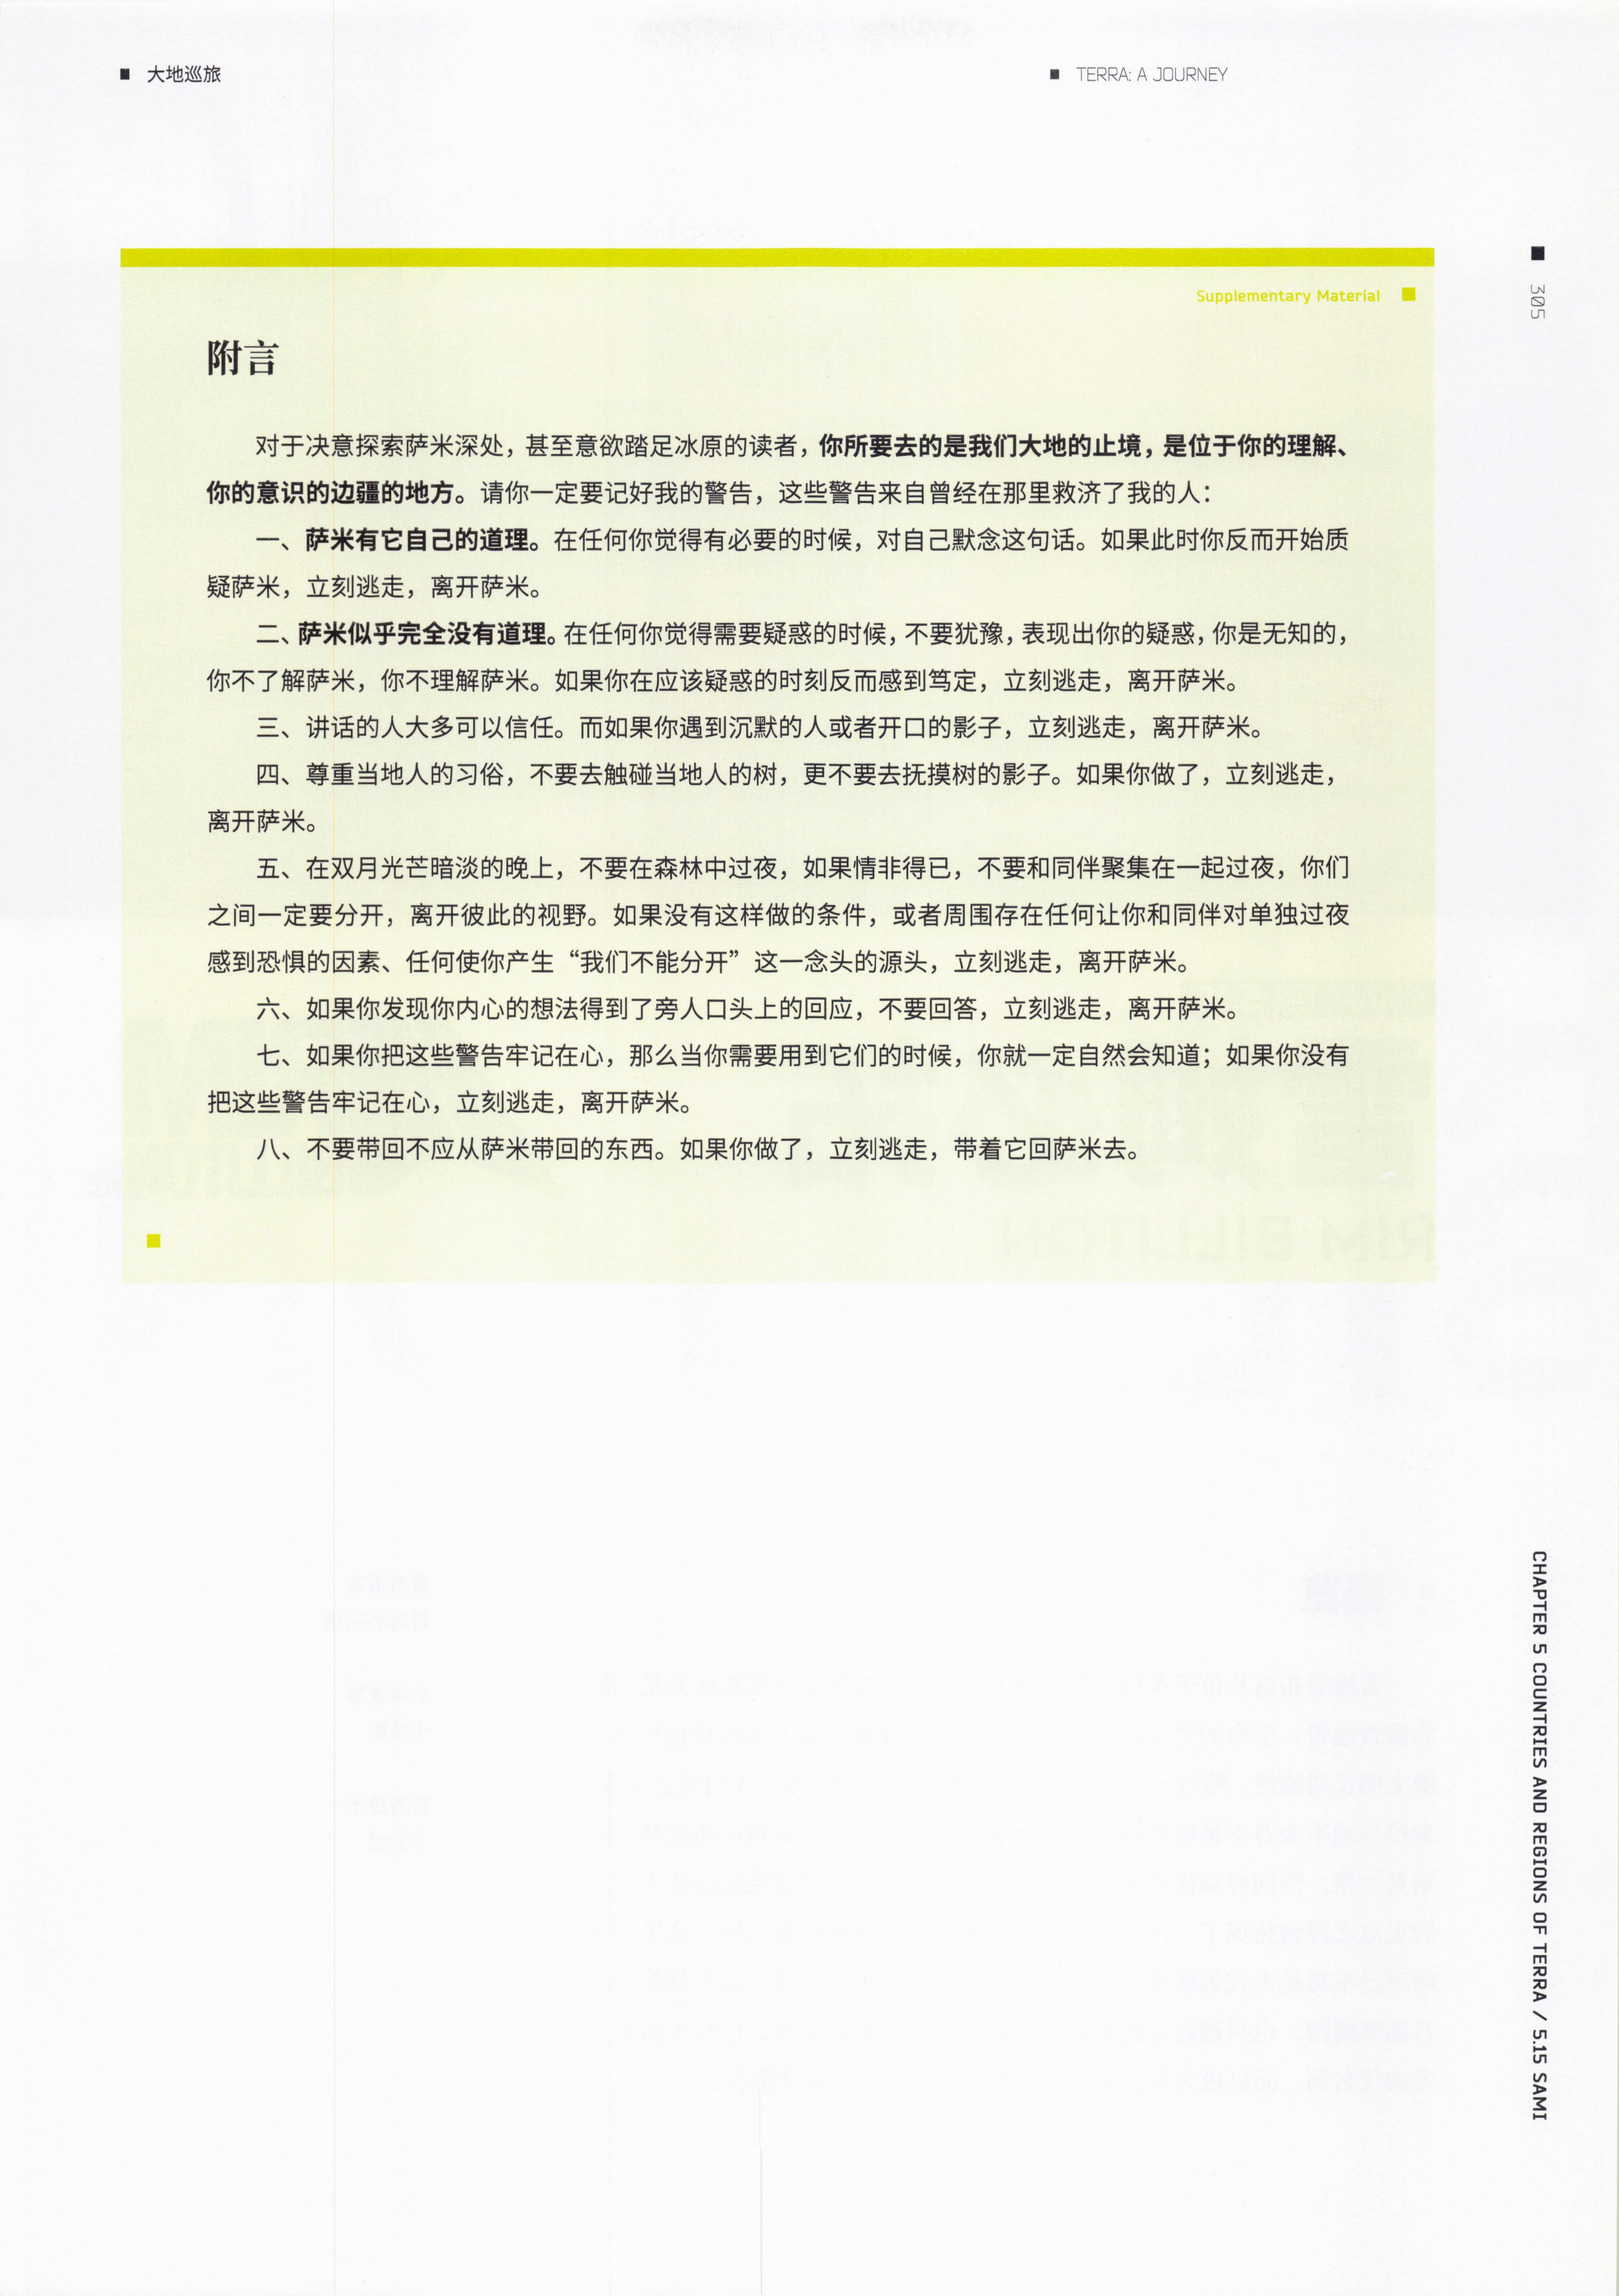 大地巡旅
TERRA: A JOURNEY
305
Supplementary Material
附言
对于决意探索萨米深处，甚至意欲踏足冰原的读者，你所要去的是我们大地的止境，是位于你的理解、
你的意识的边疆的地方。请你一定要记好我的警告，这些警告来自曾经在那里救济了我的人：
一、萨米有它自己的道理。在任何你觉得有必要的时候，对自己默念这句话。如果此时你反而开始质
疑萨米，立刻逃走，离开萨米。
二、萨米似乎完全没有道理。在任何你觉得需要疑惑的时候，不要犹豫，表现出你的疑惑，你是无知的，
你不了解萨米，你不理解萨米。如果你在应该疑惑的时刻反而感到笃定，立刻逃走，离开萨米。
三、讲话的人大多可以信任。而如果你遇到沉默的人或者开口的影子，立刻逃走，离开萨米。
四、尊重当地人的习俗，不要去触碰当地人的树，更不要去抚摸树的影子。如果你做了，立刻逃走，
离开萨米。
五、在双月光芒暗淡的晚上，不要在森林中过夜，如果情非得已，不要和同伴聚集在一起过夜，你们
之间一定要分开，离开彼此的视野。如果没有这样做的条件，或者周围存在任何让你和同伴对单独过夜
感到恐惧的因素、任何使你产生“我们不能分开”这一念头的源头，立刻逃走，离开萨米。
六、如果你发现你内心的想法得到了旁人口头上的回应，不要回答，立刻逃走，离开萨米。
七、如果你把这些警告牢记在心，那么当你需要用到它们的时候，你就一定自然会知道；如果你没有
把这些警告牢记在心，立刻逃走，离开萨米。
八、不要带回不应从萨米带回的东西。如果你做了，立刻逃走，带着它回萨米去。
CHAPTER 5 COUNTRIES AND REGIONS OF TERRA / 5.15 SAMI